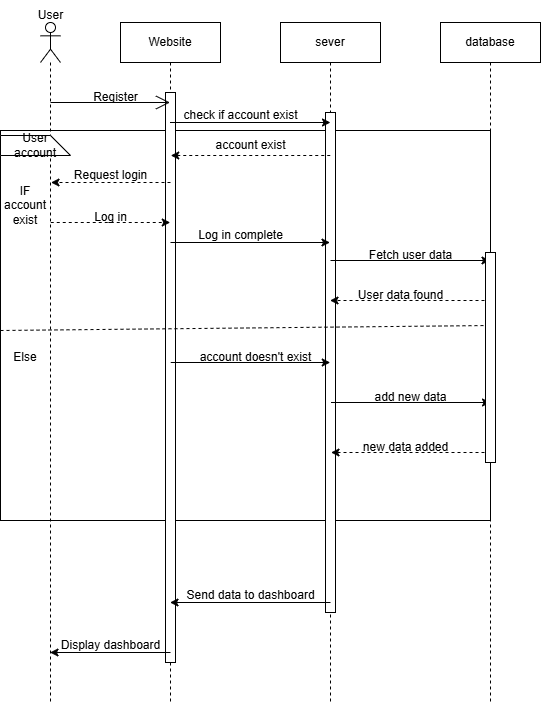 User
Website
sever
database
Register
check if account exist
User
account
account exist
Request login
IF
account
exist
Log in
Log in complete
Fetch user data
User data found
Else
account doesn't exist
add new data
new data added
Send data to dashboard
Display dashboard